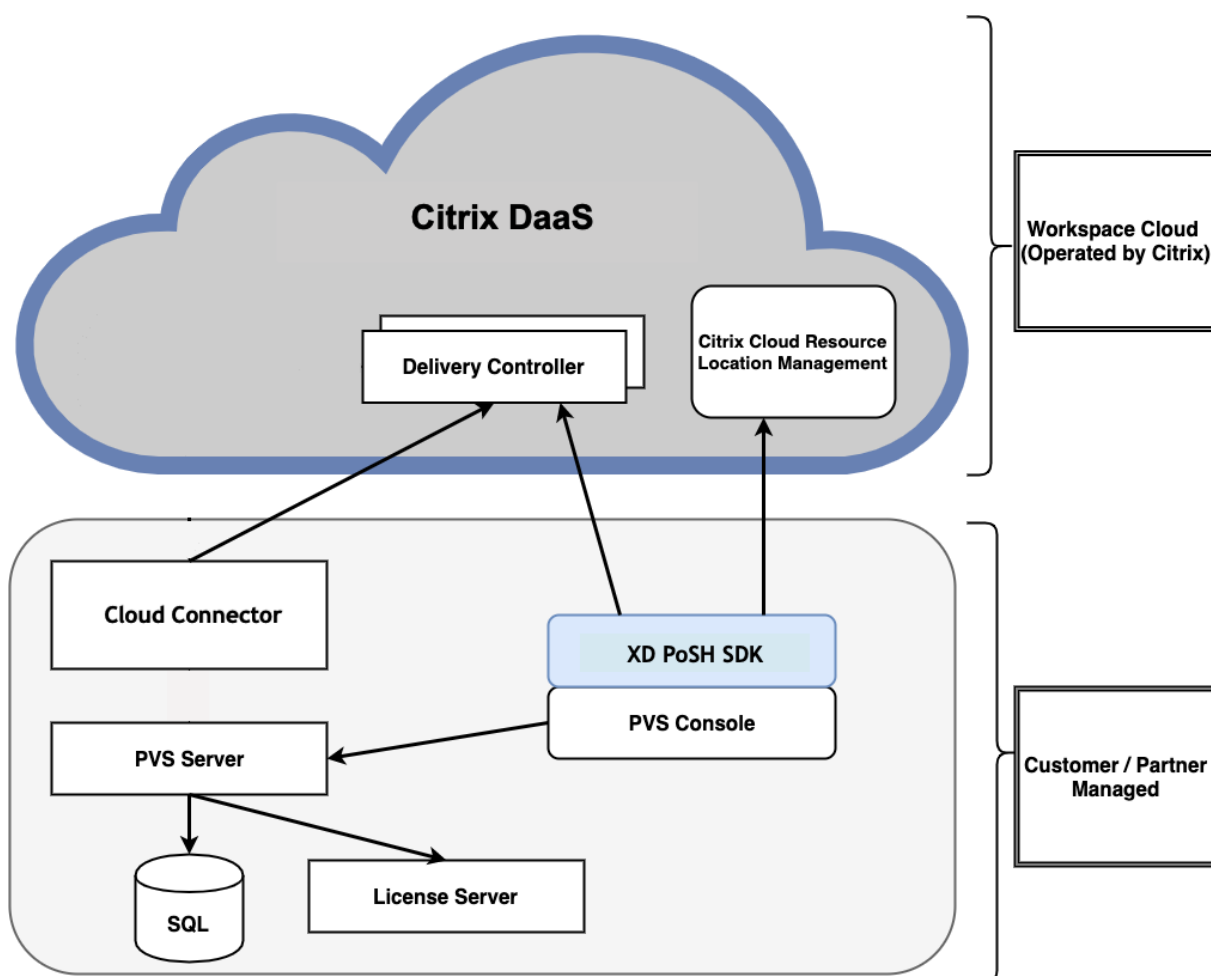 Citrix DaaS
Workspace Cloud
(Operated by Citrix)
Citrix Cloud Resource
Location Management
Delivery Controller
Cloud Connector
XD PoSH SDK
PVS Console
PVS Server
Customer / Partner
Managed
License Server
SQL